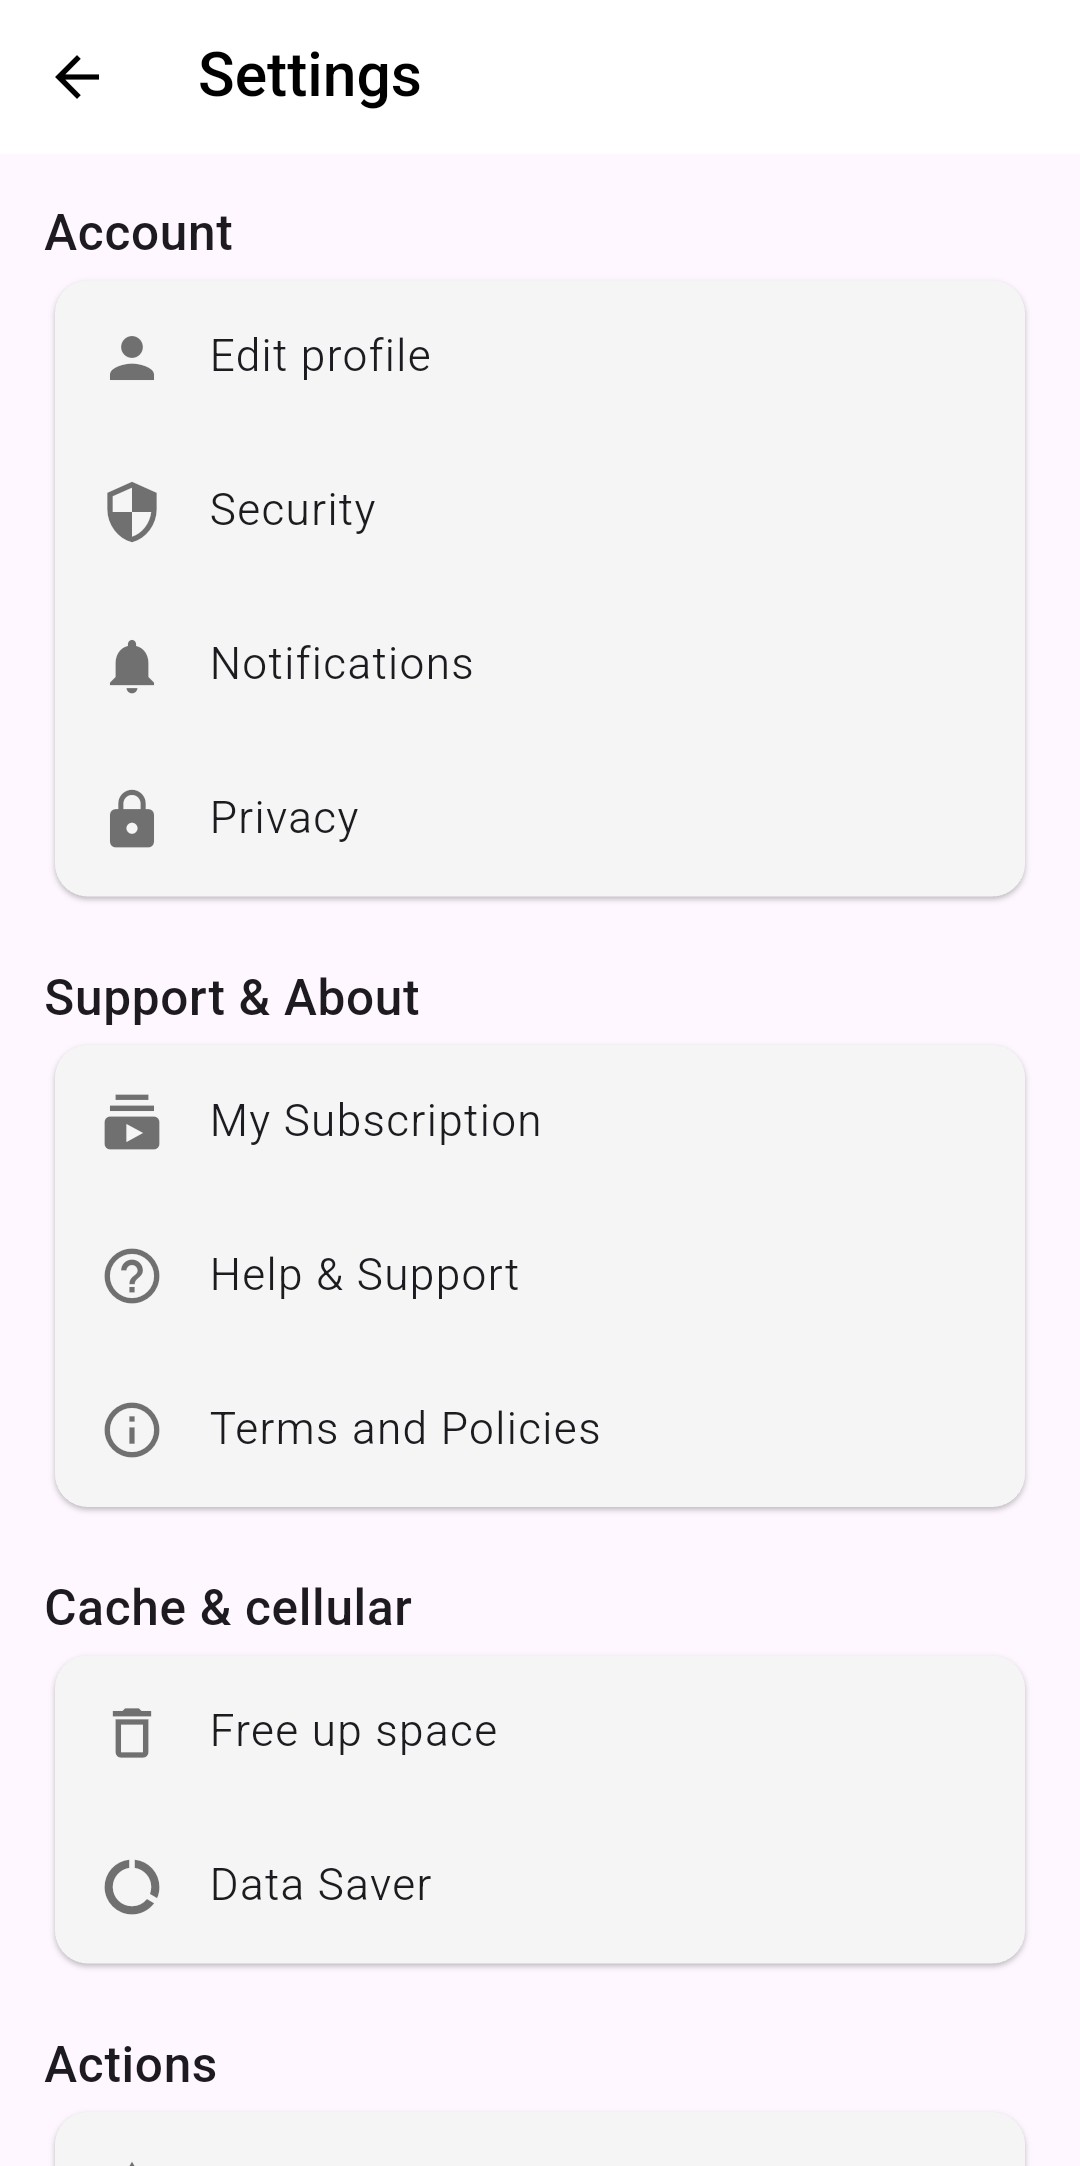 Settings
Account
Edit profile
Security
Notifications
Privacy
Support & About
My Subscription
Help & Support
Terms and Policies
Cache & cellular
Free up space
Data Saver
Actions